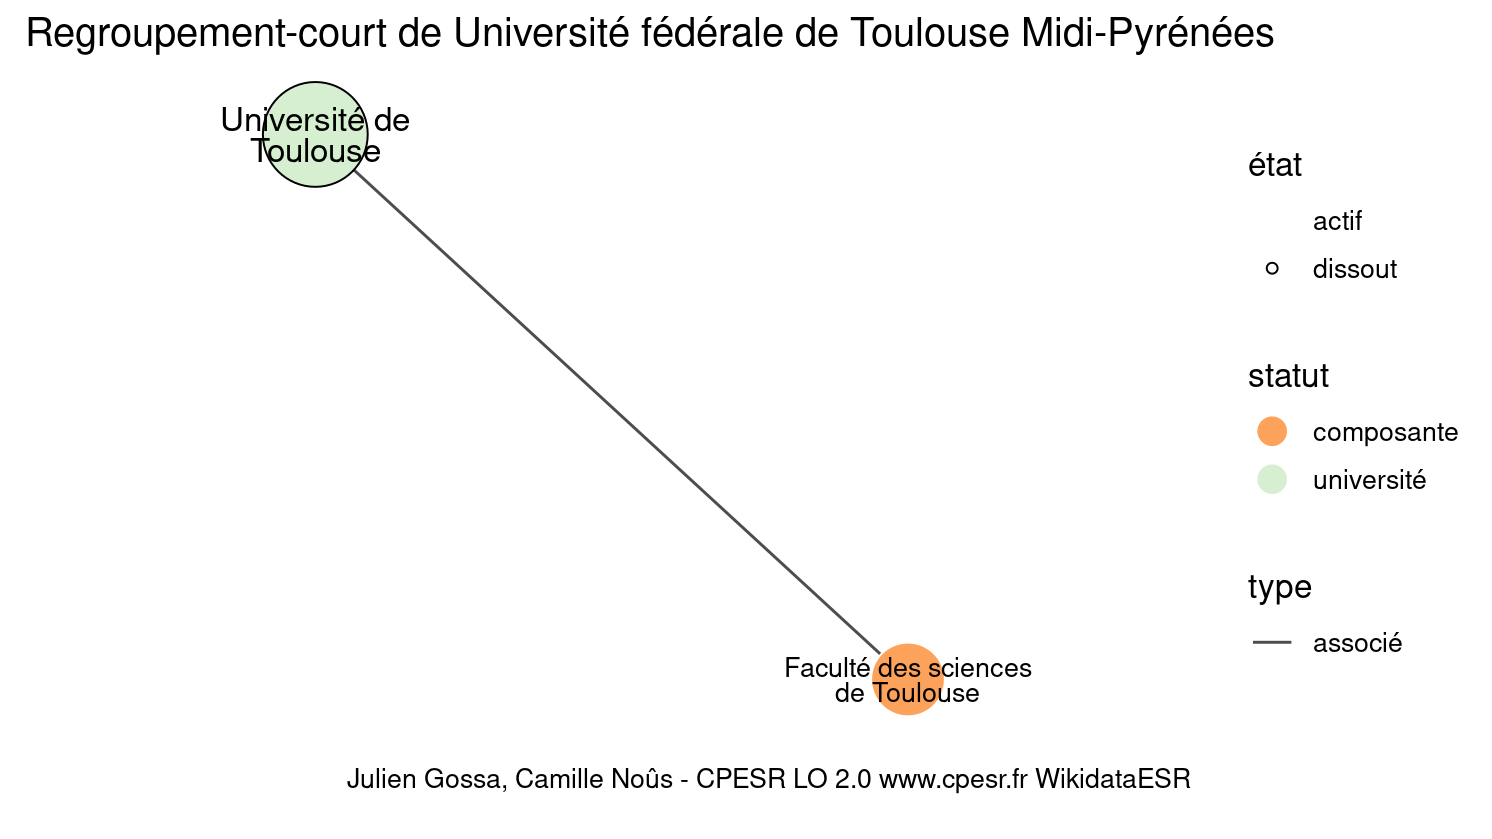 Regroupement-court de Université fédérale de Toulouse Midi-Pyrénées
Université de
Toulouse
Faculté des sciences
de Toulouse
état
actif
dissout
statut
composante
université
type
associé
Julien Gossa, Camille Noûs - CPESR LO 2.0 www.cpesr.fr WikidataESR